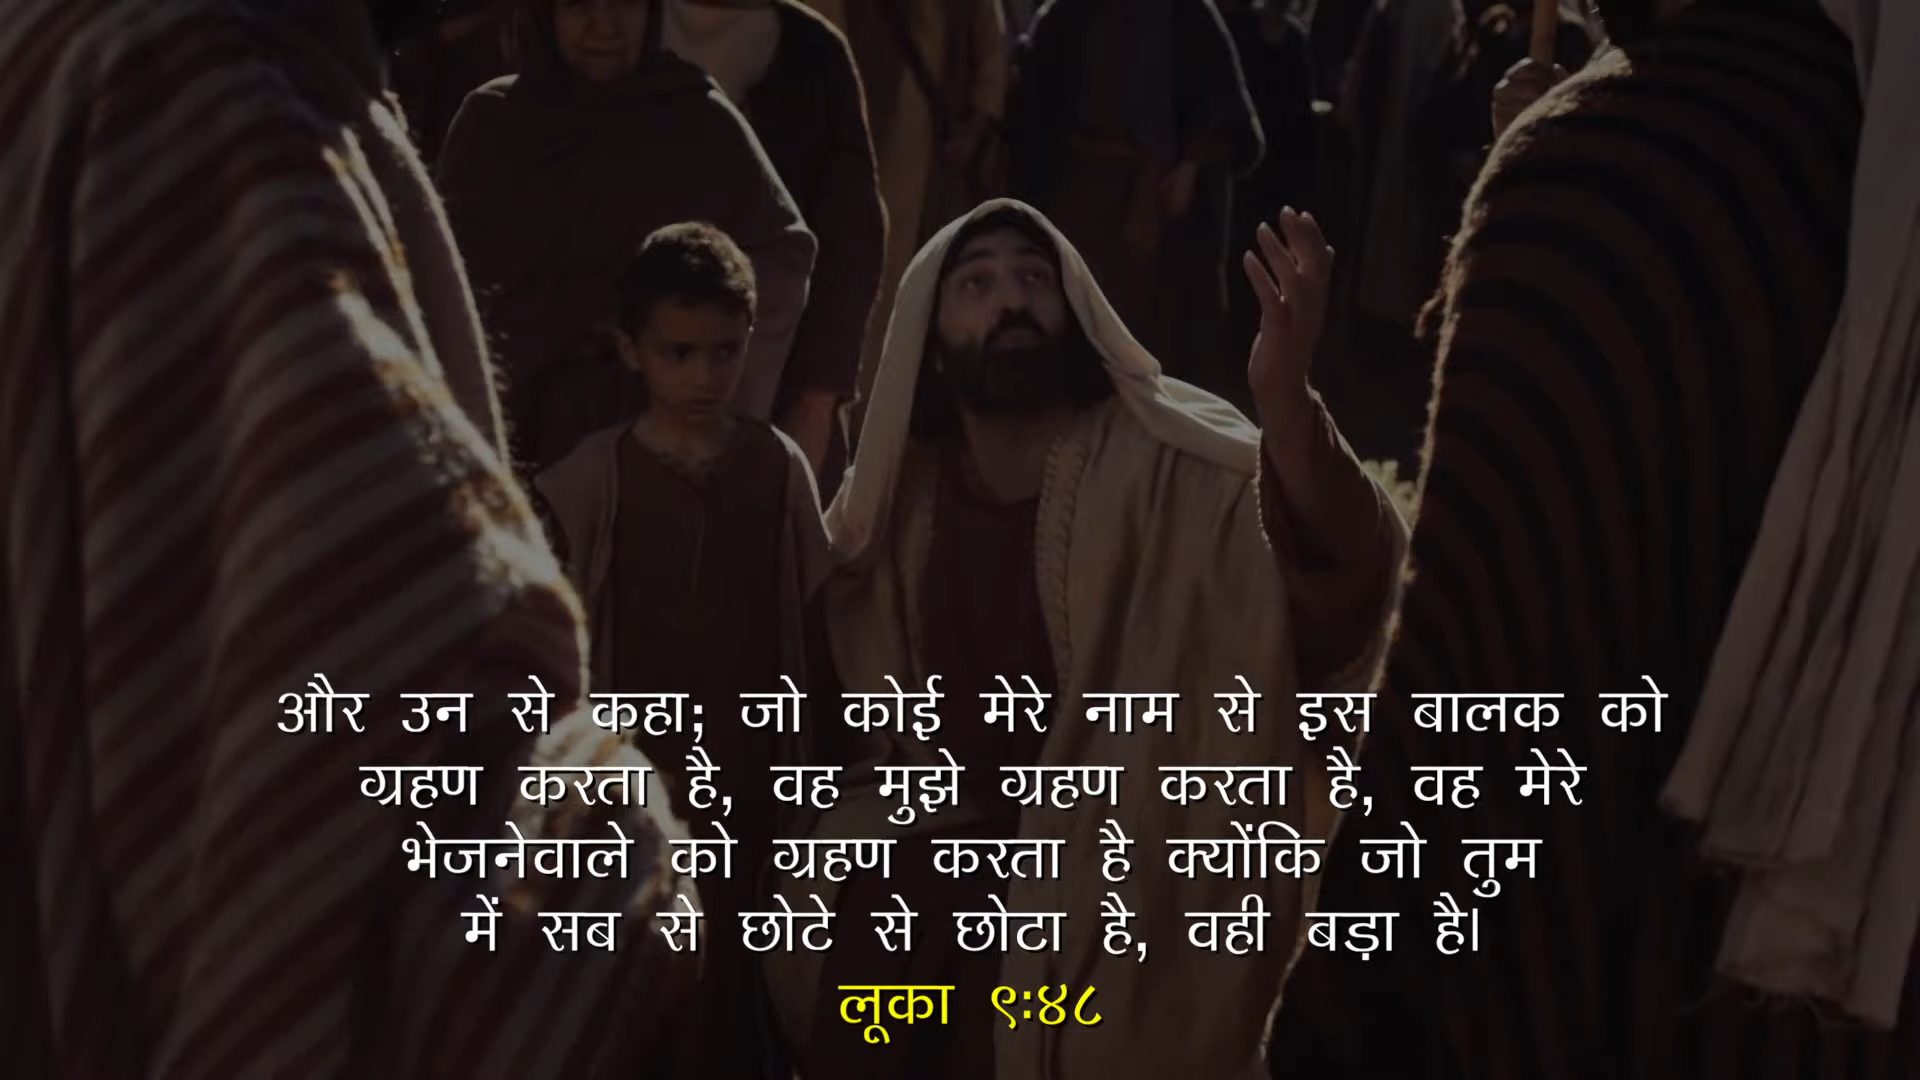 और उन से कहा; जो कोई मेरे नाम से इस बालक को
ग्रहण करता है, वह मुझे ग्रहण करता है, वह मेरे
भेजनेवाले को ग्रहण करता है क्योंकि जो तुम
में सब से छोटे से छोटा है, वही बड़ा है।
लूका ९:४८